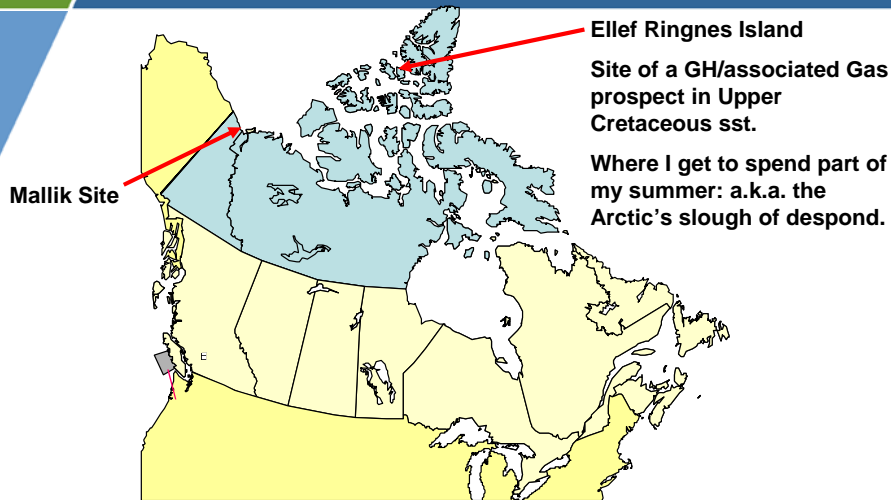 Ellef Ringnes Island
Site of a GH/associated Gas
prospect in Upper
Cretaceous sst.
Where I get to spend part of
my summer: a.k.a. the
Arctic's slough of despond.
Mallik Site
E